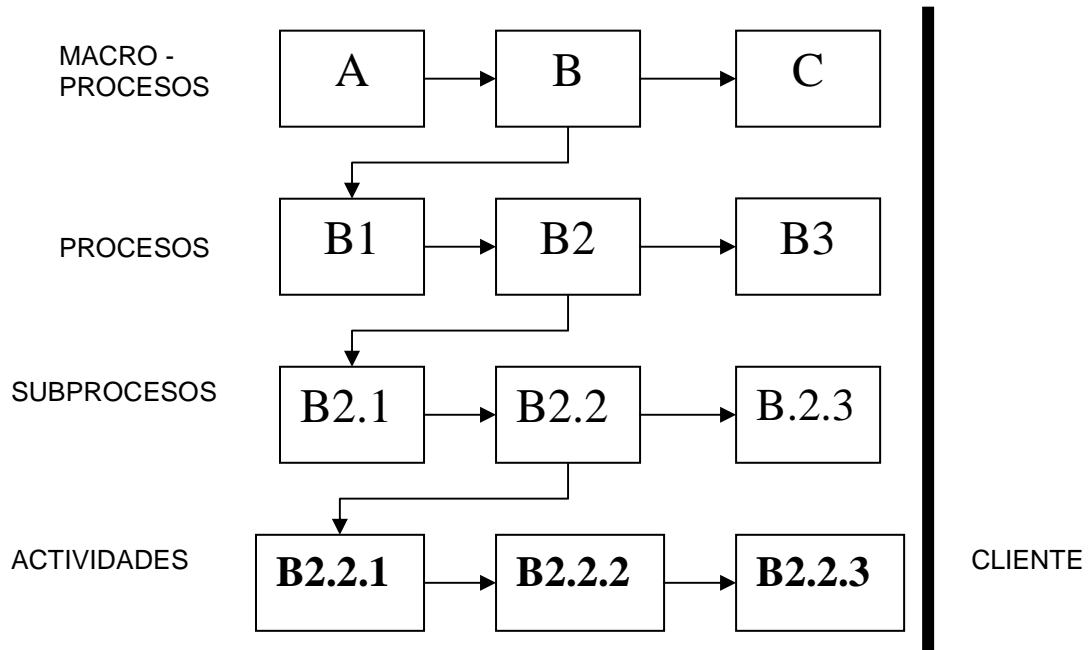 MACRO -
PROCESOS
A
B
C
PROCESOS
B1
B2
B3
SUBPROCESOS
B2.1
B2.2
B.2.3
ACTIVIDADES
B2.2.1
B2.2.2
B2.2.3
CLIENTE